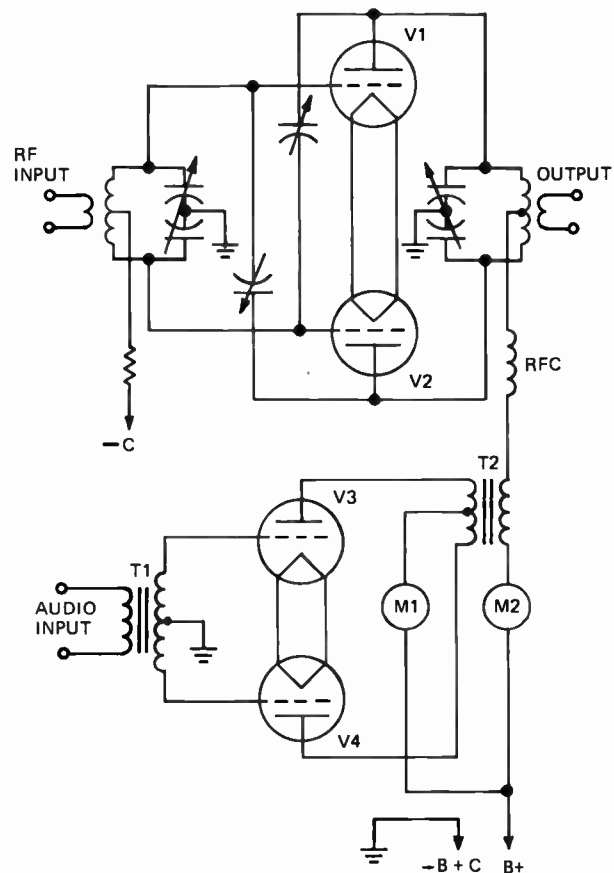 V1
RF
INPUT
OUTPUT
V2
RFC
–C
T2
V3
T1
M1
M2
AUDIO
INPUT
V4
–B + C
B+